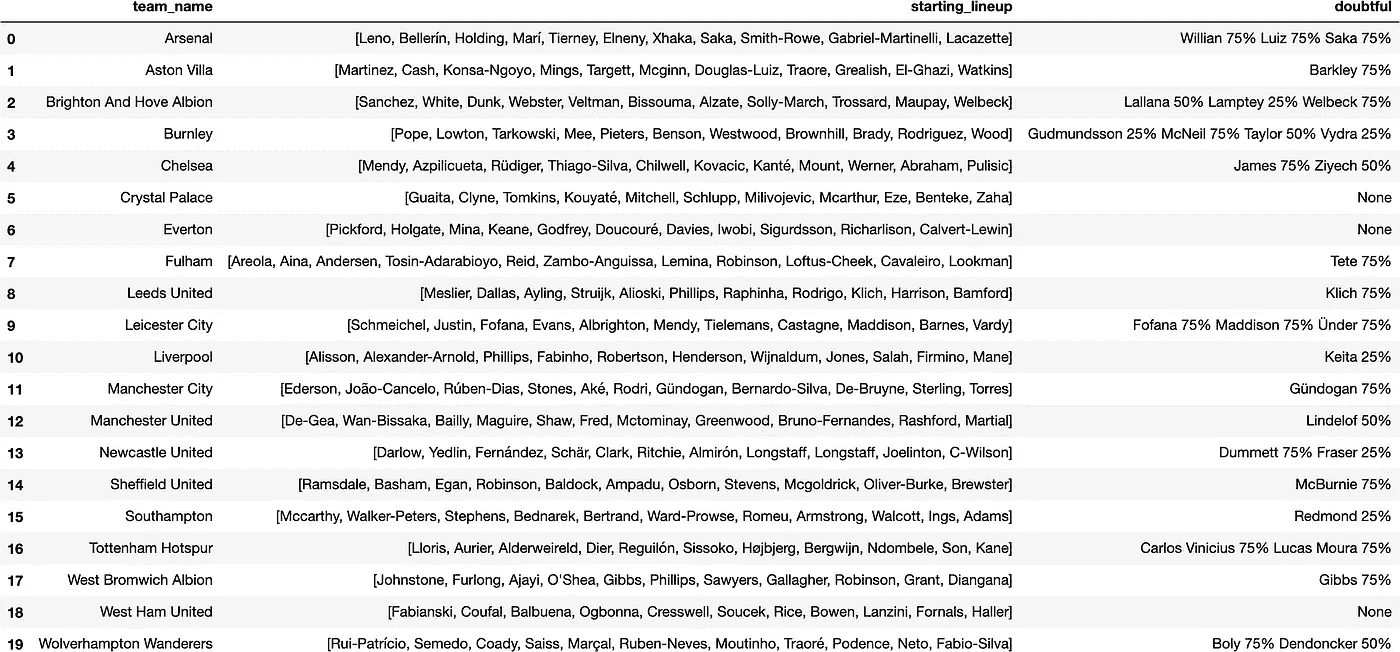 team_name starting_lineup doubtful
0 Arsenal [Leno, Bellerín, Holding, Marí, Tierney, Elneny, Xhaka, Saka, Smith-Rowe, Gabriel-Martinelli, Lacazette] Willian 75% Luiz 75% Saka 75%
1 Aston Villa [Martinez, Cash, Konsa-Ngoyo, Mings, Targett, Mcginn, Douglas-Luiz, Traore, Grealish, El-Ghazi, Watkins] Barkley 75%
2 Brighton And Hove Albion [Sanchez, White, Dunk, Webster, Veltman, Bissouma, Alzate, Solly-March, Trossard, Maupay, Welbeck] Lallana 50% Lamptey 25% Welbeck 75%
3 Burnley [Pope, Lowton, Tarkowski, Mee, Pieters, Benson, Westwood, Brownhill, Brady, Rodriguez, Wood] Gudmundsson 25% McNeil 75% Taylor 50% Vydra 25%
4 Chelsea [Mendy, Azpilicueta, Rüdiger, Thiago-Silva, Chilwell, Kovacic, Kanté, Mount, Werner, Abraham, Pulisic] James 75% Ziyech 50%
5 Crystal Palace [Guaita, Clyne, Tomkins, Kouyaté, Mitchell, Schlupp, Milivojevic, Mcarthur, Eze, Benteke, Zaha] None
6 Everton [Pickford, Holgate, Mina, Keane, Godfrey, Doucouré, Davies, Iwobi, Sigurdsson, Richarlison, Calvert-Lewin] None
7 Fulham [Areola, Aina, Andersen, Tosin-Adarabioyo, Reid, Zambo-Anguissa, Lemina, Robinson, Loftus-Cheek, Cavaleiro, Lookman] Tete 75%
8 Leeds United [Meslier, Dallas, Ayling, Struijk, Alioski, Phillips, Raphinha, Rodrigo, Klich, Harrison, Bamford] Klich 75%
9 Leicester City [Schmeichel, Justin, Fofana, Evans, Albrighton, Mendy, Tielemans, Castagne, Maddison, Barnes, Vardy] Fofana 75% Maddison 75% Ünder 75%
10 Liverpool [Alisson, Alexander-Arnold, Phillips, Fabinho, Robertson, Henderson, Wijnaldum, Jones, Salah, Firmino, Mane] Keita 25%
11 Manchester City [Ederson, João-Cancelo, Rúben-Dias, Stones, Aké, Rodri, Gündogan, Bernardo-Silva, De-Bruyne, Sterling, Torres] Gündogan 75%
12 Manchester United [De-Gea, Wan-Bissaka, Bailly, Maguire, Shaw, Fred, Mctominay, Greenwood, Bruno-Fernandes, Rashford, Martial] Lindelof 50%
13 Newcastle United [Darlow, Yedlin, Fernández, Schär, Clark, Ritchie, Almirón, Longstaff, Longstaff, Joelinton, C-Wilson] Dummett 75% Fraser 25%
14 Sheffield United [Ramsdale, Basham, Egan, Robinson, Baldock, Ampadu, Osborn, Stevens, Mcgoldrick, Oliver-Burke, Brewster] McBurnie 75%
15 Southampton [Mccarthy, Walker-Peters, Stephens, Bednarek, Bertrand, Ward-Prowse, Romeu, Armstrong, Walcott, Ings, Adams] Redmond 25%
16 Tottenham Hotspur [Lloris, Aurier, Alderweireld, Dier, Reguilón, Sissoko, Højbjerg, Bergwijn, Ndombele, Son, Kane] Carlos Vinicius 75% Lucas Moura 75%
17 West Bromwich Albion [Johnstone, Furlong, Ajayi, O'Shea, Gibbs, Phillips, Sawyers, Gallagher, Robinson, Grant, Diangana] Gibbs 75%
18 West Ham United [Fabianski, Coufal, Balbuena, Ogbonna, Cresswell, Soucek, Rice, Bowen, Lanzini, Fornals, Haller] None
19 Wolverhampton Wanderers [Rui-Patrício, Semedo, Coady, Saiss, Marçal, Ruben-Neves, Moutinho, Traoré, Podence, Neto, Fabio-Silva] Boly 75% Dendoncker 50%